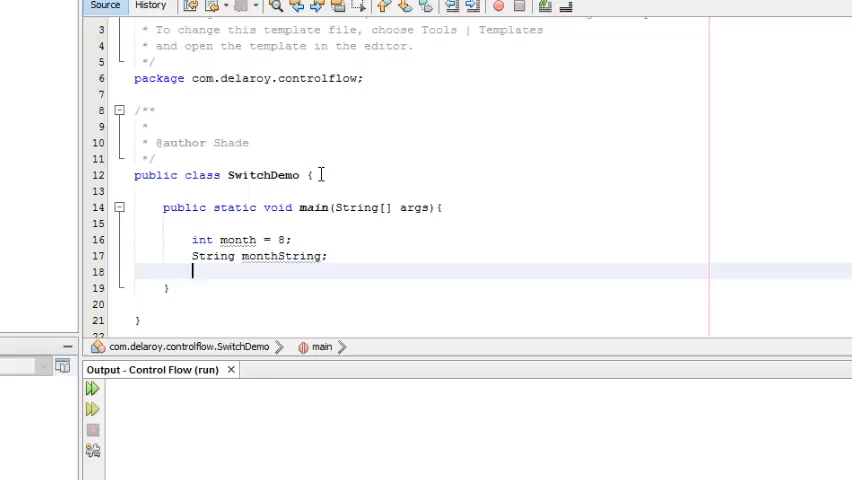 Source History
3 * To change this template file, choose Tools | Templates
4 * and open the template in the editor.
5 */
6 package com.delaroy.controlflow;
7
8 /**
9 *
10 * @author Shade
11 */
12 public class SwitchDemo {
13
14 public static void main(String[] args){
15
16 int month = 8;
17 String monthString;
18
19 }
20
21 }
22
com.delaroy.controlflow.SwitchDemo main
Output - Control Flow (run)